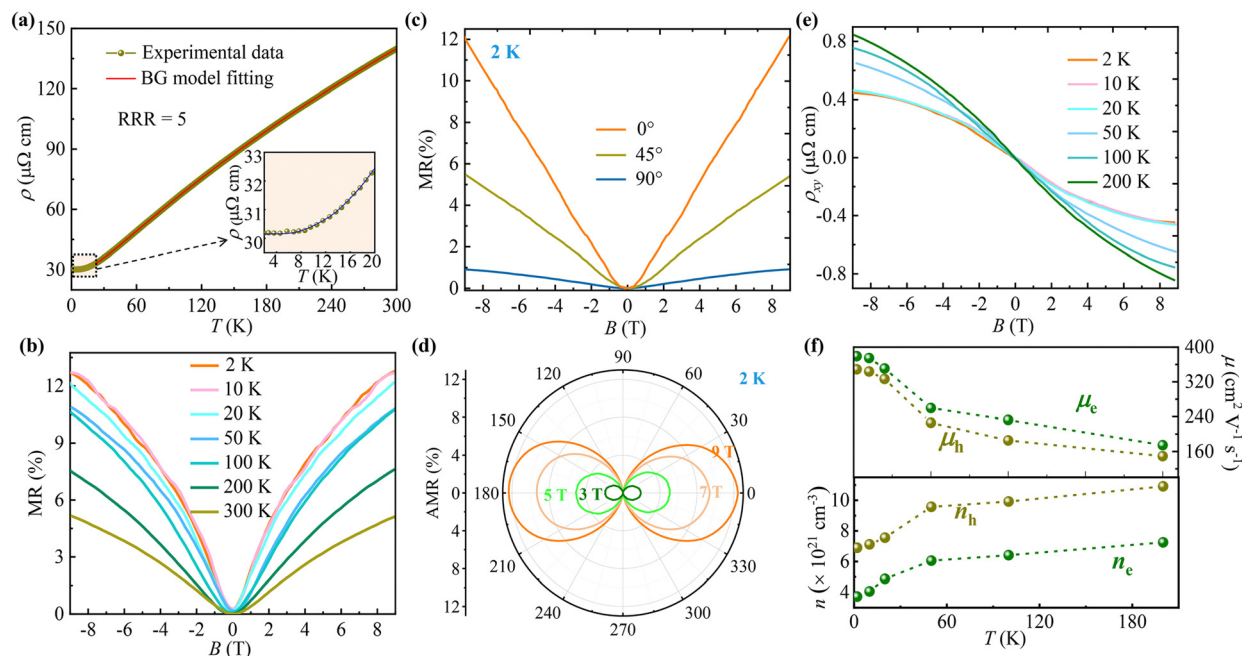 (a)
150
120
90
60
30
ρ (μΩ cm)
Experimental data
BG model fitting
RRR = 5
33
32
31
30
ρ (μΩ cm)
4 8 12 16 20
T (K)
0 60 120 180 240 300
T (K)
(b)
12
9
6
3
0
MR (%)
2 K
10 K
20 K
50 K
100 K
200 K
300 K
-8 -6 -4 -2 0 2 4 6 8
B (T)
(c)
12
10
8
6
4
2
0
MR(%)
2 K
0°
45°
90°
-8 -6 -4 -2 0 2 4 6 8
B (T)
(d)
12
8
4
0
4
8
12
AMR (%)
2 K
90
120 60
150 30
180 0
210 330
240 300
270
9 T
7 T
5 T
3 T
(e)
0.8
0.4
0.0
-0.4
-0.8
ρxy (μΩ cm)
2 K
10 K
20 K
50 K
100 K
200 K
-8 -6 -4 -2 0 2 4 6 8
B (T)
(f)
400
360
300
240
180
μ (cm² V⁻¹ s⁻¹)
μe
μh
10
8
6
4
n (× 10²¹ cm⁻³)
nh
ne
0 60 120 180
T (K)